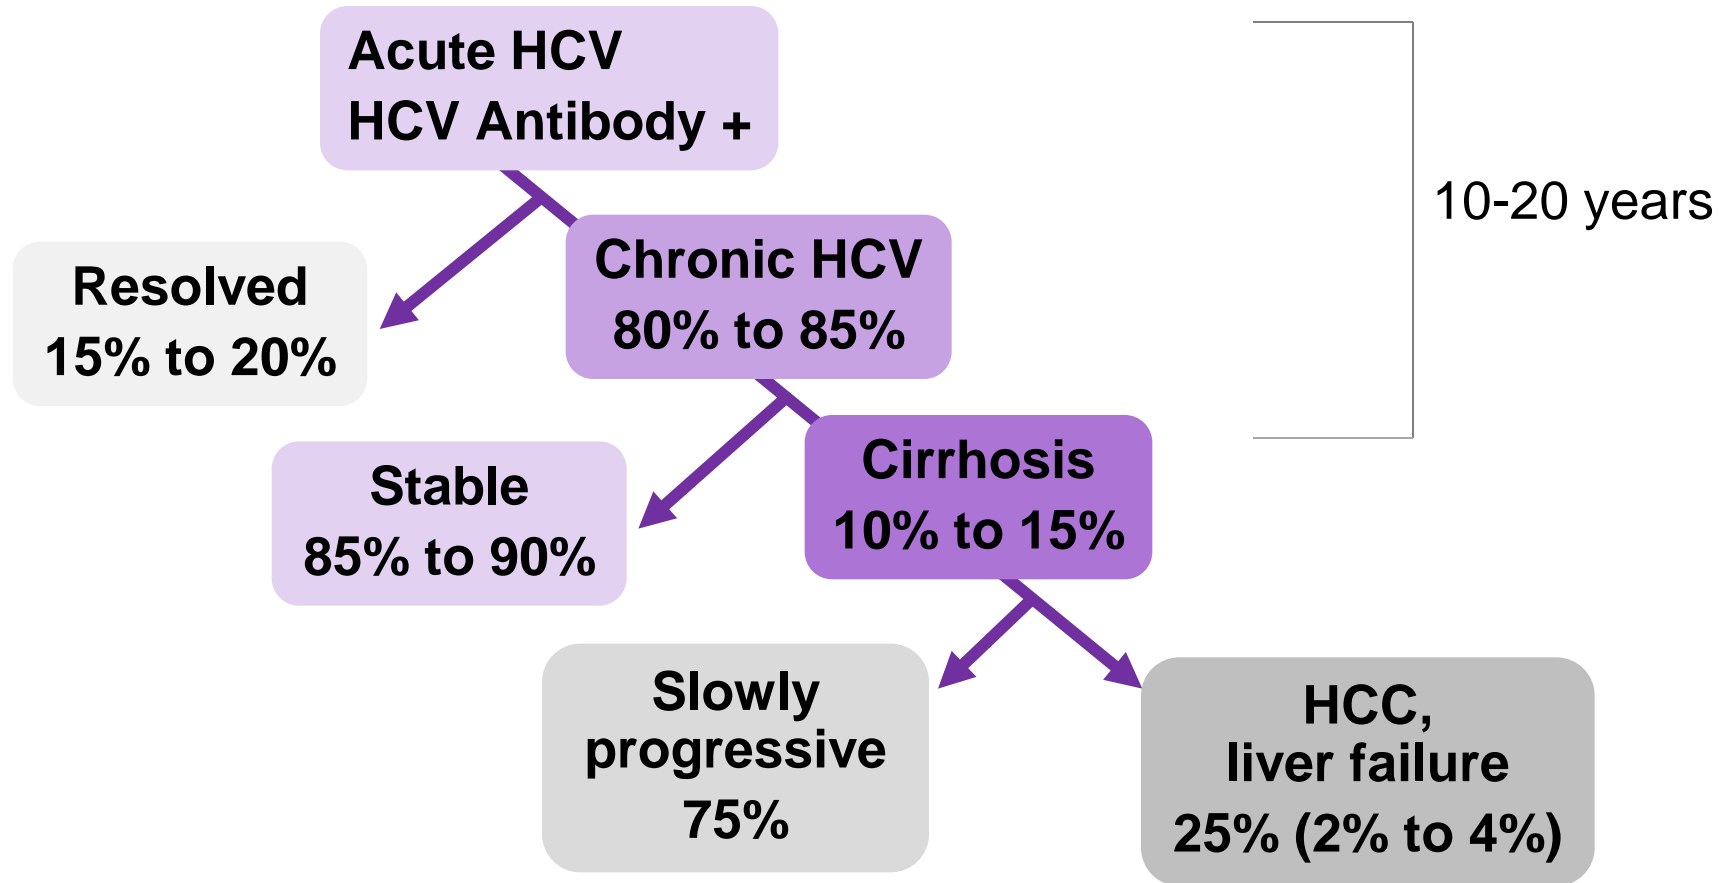 Acute HCV
HCV Antibody +
10-20 years
Resolved
15% to 20%
Chronic HCV
80% to 85%
Stable
85% to 90%
Cirrhosis
10% to 15%
Slowly
progressive
75%
HCC,
liver failure
25% (2% to 4%)